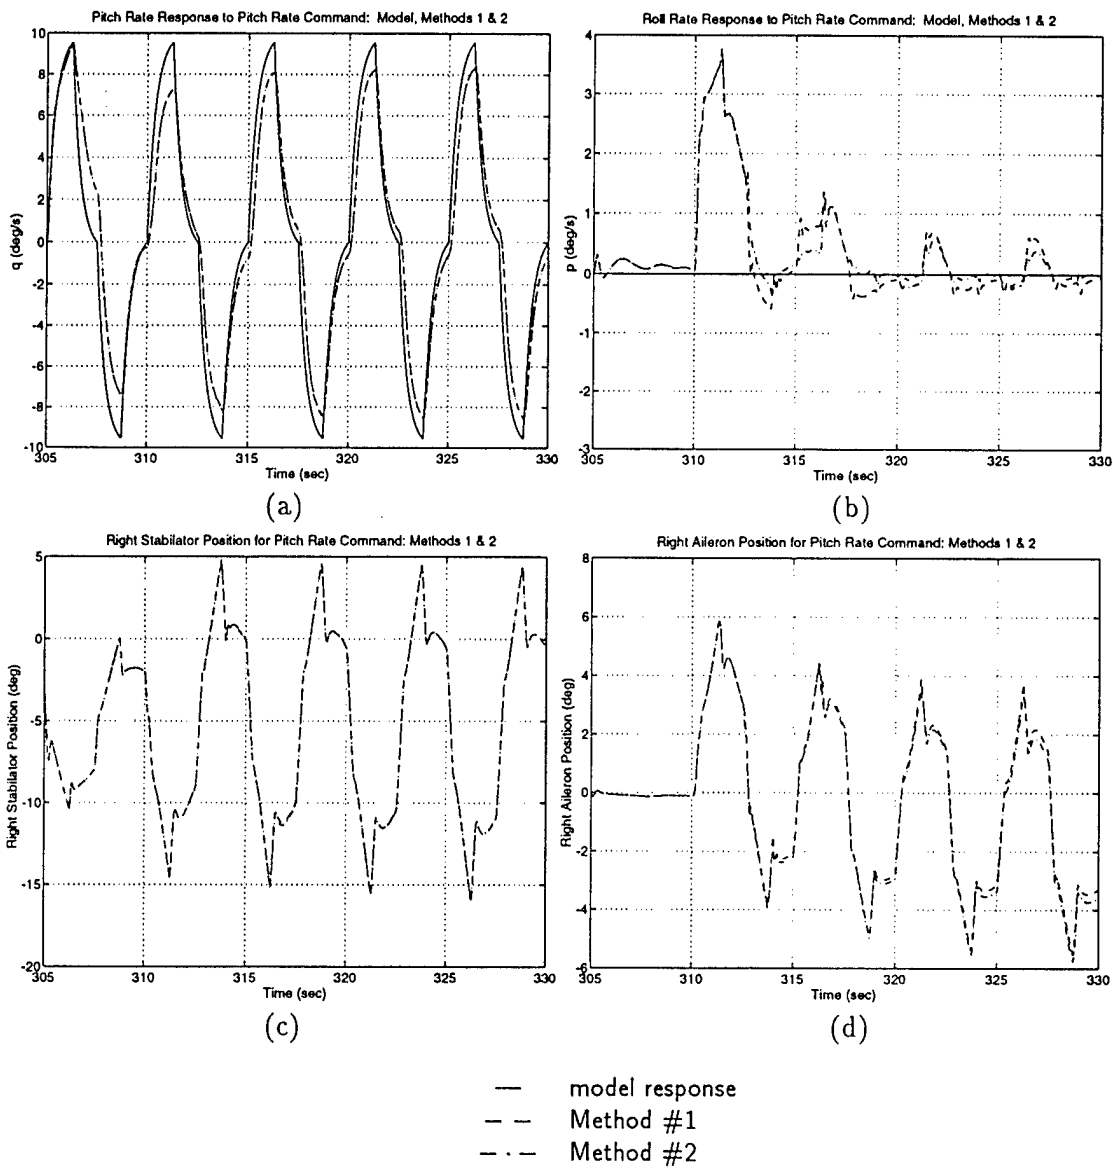 Pitch Rate Response to Pitch Rate Command: Model, Methods 1 & 2
10
8
6
4
2
0
-2
-4
-6
-8
-10
q (deg/s)
305 310 315 320 325 330
Time (sec)
(a)
Roll Rate Response to Pitch Rate Command: Model, Methods 1 & 2
4
3
2
1
0
-1
-2
-3
p (deg/s)
305 310 315 320 325 330
Time (sec)
(b)
Right Stabilator Position for Pitch Rate Command: Methods 1 & 2
5
0
-5
-10
-15
-20
Right Stabilator Position (deg)
305 310 315 320 325 330
Time (sec)
(c)
Right Aileron Position for Pitch Rate Command: Methods 1 & 2
8
6
4
2
0
-2
-4
-6
Right Aileron Position (deg)
305 310 315 320 325 330
Time (sec)
(d)
model response
Method #1
Method #2